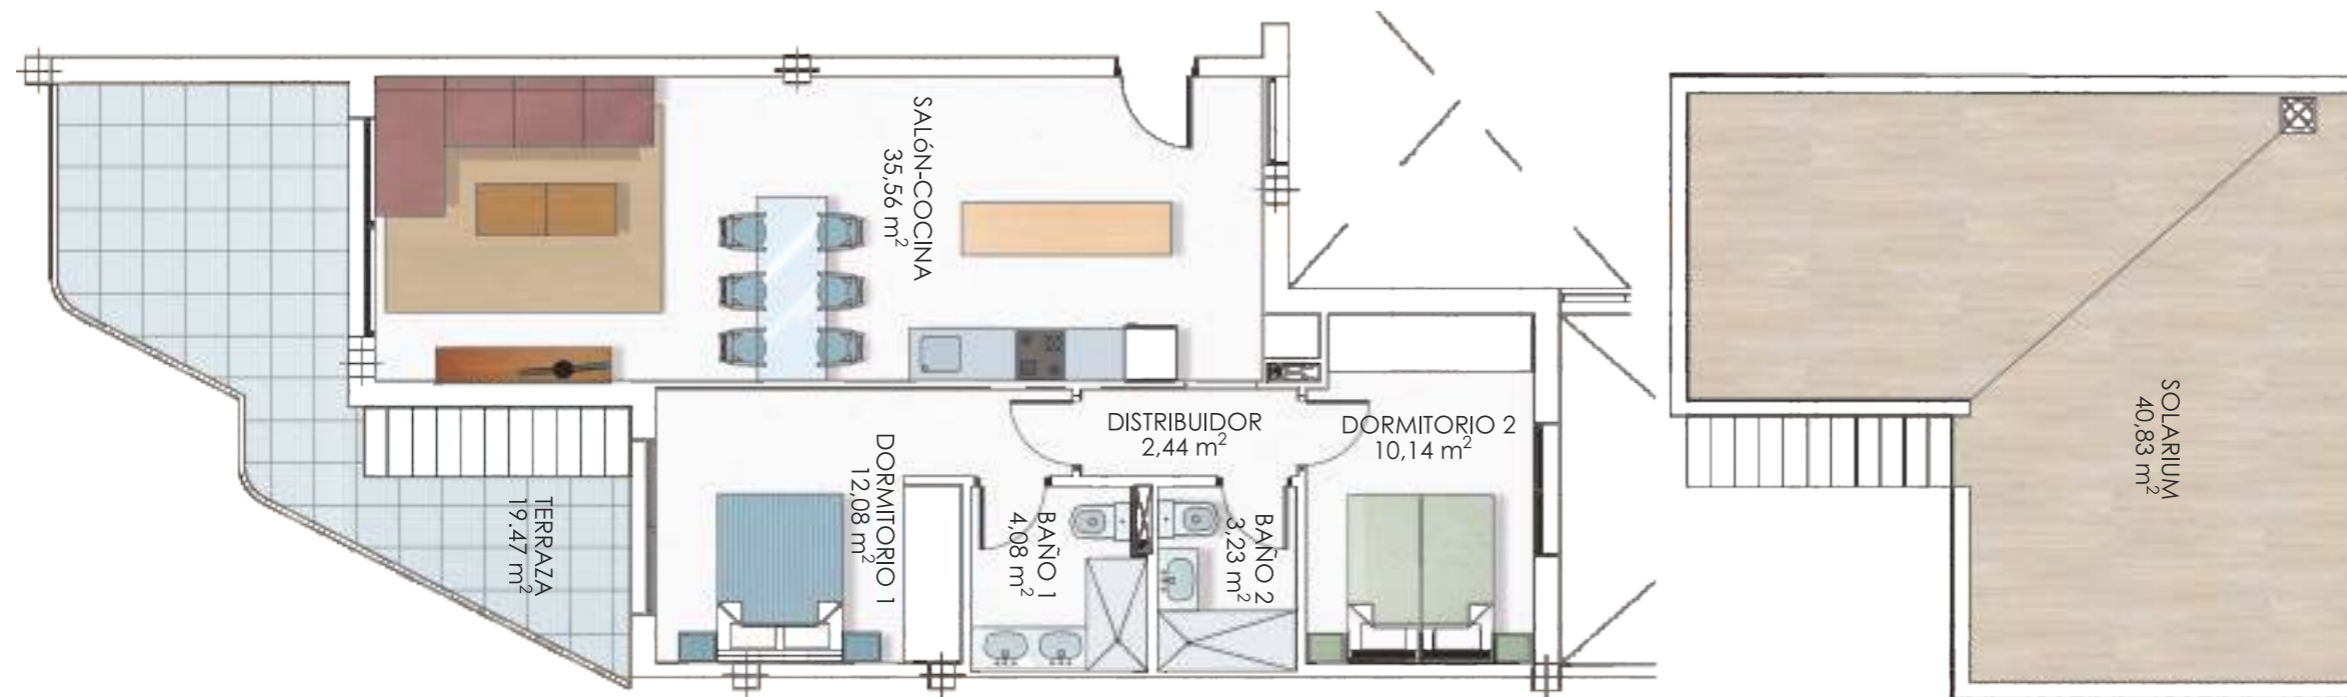 SALóN-COCINA
35,56 m²
DISTRIBUIDOR
2,44 m²
DORMITORIO 2
10,14 m²
DORMITORIO 1
12,08 m²
BAÑO 1
4,08 m²
BAÑO 2
3,23 m²
TERRAZA
19.47 m²
SOLARIUM
40,83 m²